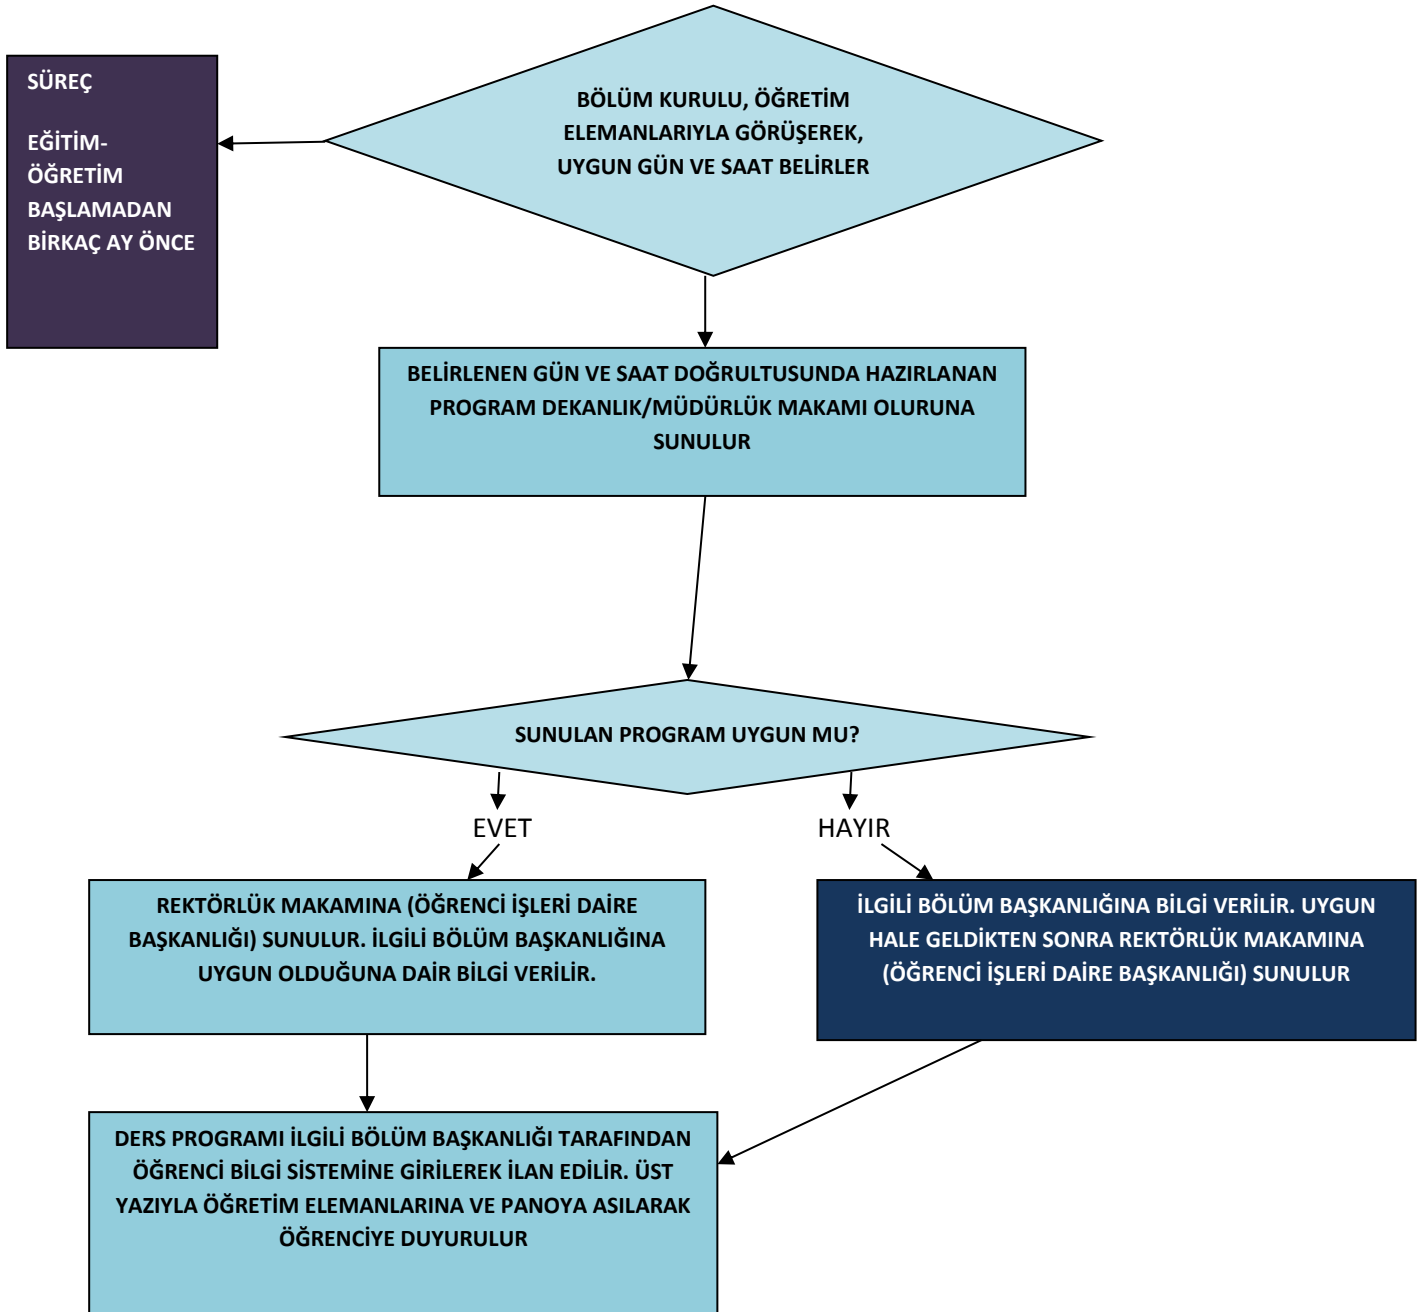 SÜREÇ
EĞİTİM-
ÖĞRETİM
BAŞLAMADAN
BİRKAÇ AY ÖNCE
BÖLÜM KURULU, ÖĞRETİM
ELEMANLARIYLA GÖRÜŞEREK,
UYGUN GÜN VE SAAT BELİRLER
BELİRLENEN GÜN VE SAAT DOĞRULTUSUNDA HAZIRLANAN
PROGRAM DEKANLIK/MÜDÜRLÜK MAKAMI OLURUNA
SUNULUR
SUNULAN PROGRAM UYGUN MU?
EVET
HAYIR
REKTÖRLÜK MAKAMINA (ÖĞRENCİ İŞLERİ DAİRE
BAŞKANLIĞI) SUNULUR. İLGİLİ BÖLÜM BAŞKANLIĞINA
UYGUN OLDUĞUNA DAİR BİLGİ VERİLİR.
İLGİLİ BÖLÜM BAŞKANLIĞINA BİLGİ VERİLİR. UYGUN
HALE GELDİKTEN SONRA REKTÖRLÜK MAKAMINA
(ÖĞRENCİ İŞLERİ DAİRE BAŞKANLIĞI) SUNULUR
DERS PROGRAMI İLGİLİ BÖLÜM BAŞKANLIĞI TARAFINDAN
ÖĞRENCİ BİLGİ SİSTEMİNE GİRİLEREK İLAN EDİLİR. ÜST
YAZIYLA ÖĞRETİM ELEMANLARINA VE PANOYA ASILARAK
ÖĞRENCİYE DUYURULUR